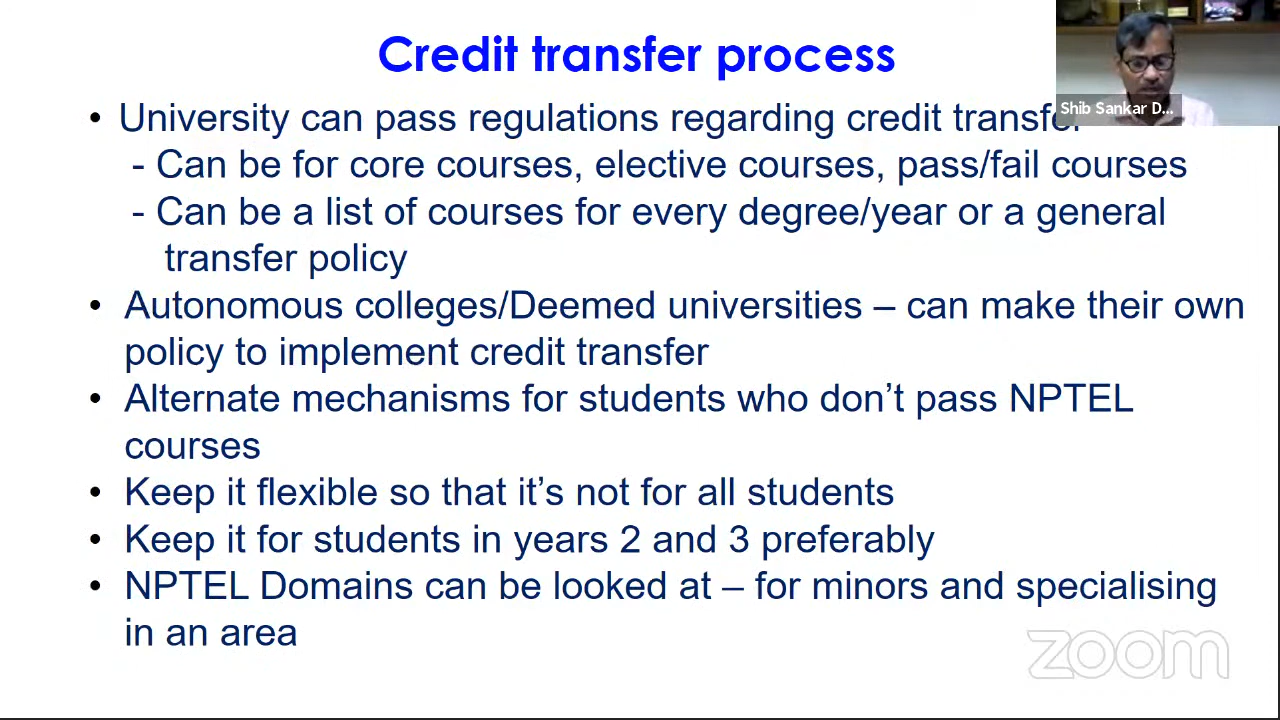 Credit transfer process
Shib Sankar D...
• University can pass regulations regarding credit transfer
- Can be for core courses, elective courses, pass/fail courses
- Can be a list of courses for every degree/year or a general
transfer policy
• Autonomous colleges/Deemed universities – can make their own
policy to implement credit transfer
• Alternate mechanisms for students who don’t pass NPTEL
courses
• Keep it flexible so that it’s not for all students
• Keep it for students in years 2 and 3 preferably
• NPTEL Domains can be looked at – for minors and specialising
in an area
zoom